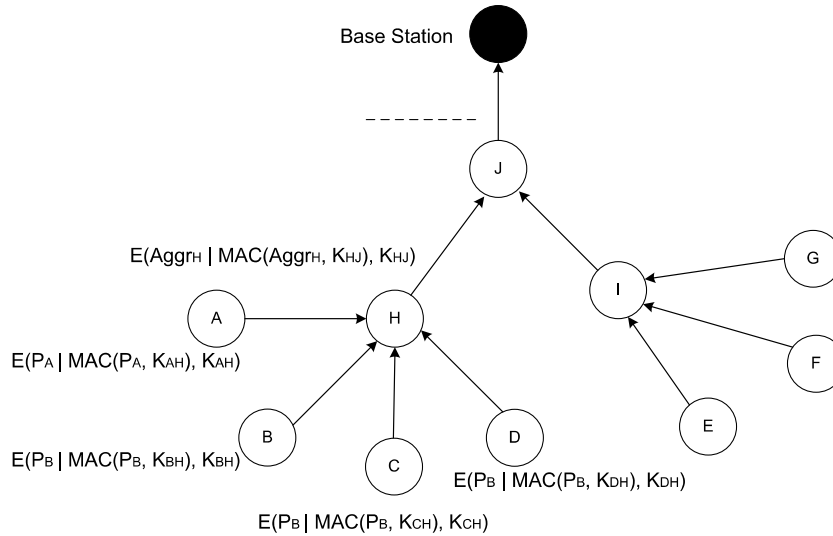 Base Station
J
E(AggrH | MAC(AggrH, KHJ), KHJ)
G
I
A
H
F
E(PA | MAC(PA, KAH), KAH)
B
D
E
C
E(PB | MAC(PB, KBH), KBH)
E(PB | MAC(PB, KDH), KDH)
E(PB | MAC(PB, KCH), KCH)